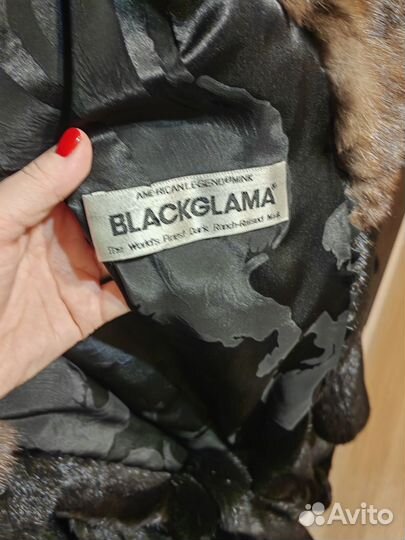 AMERICAN LEGEND® MINK
BLACKGLAMA®
The World's Finest Dark Ranch-Raised Mink
Avito